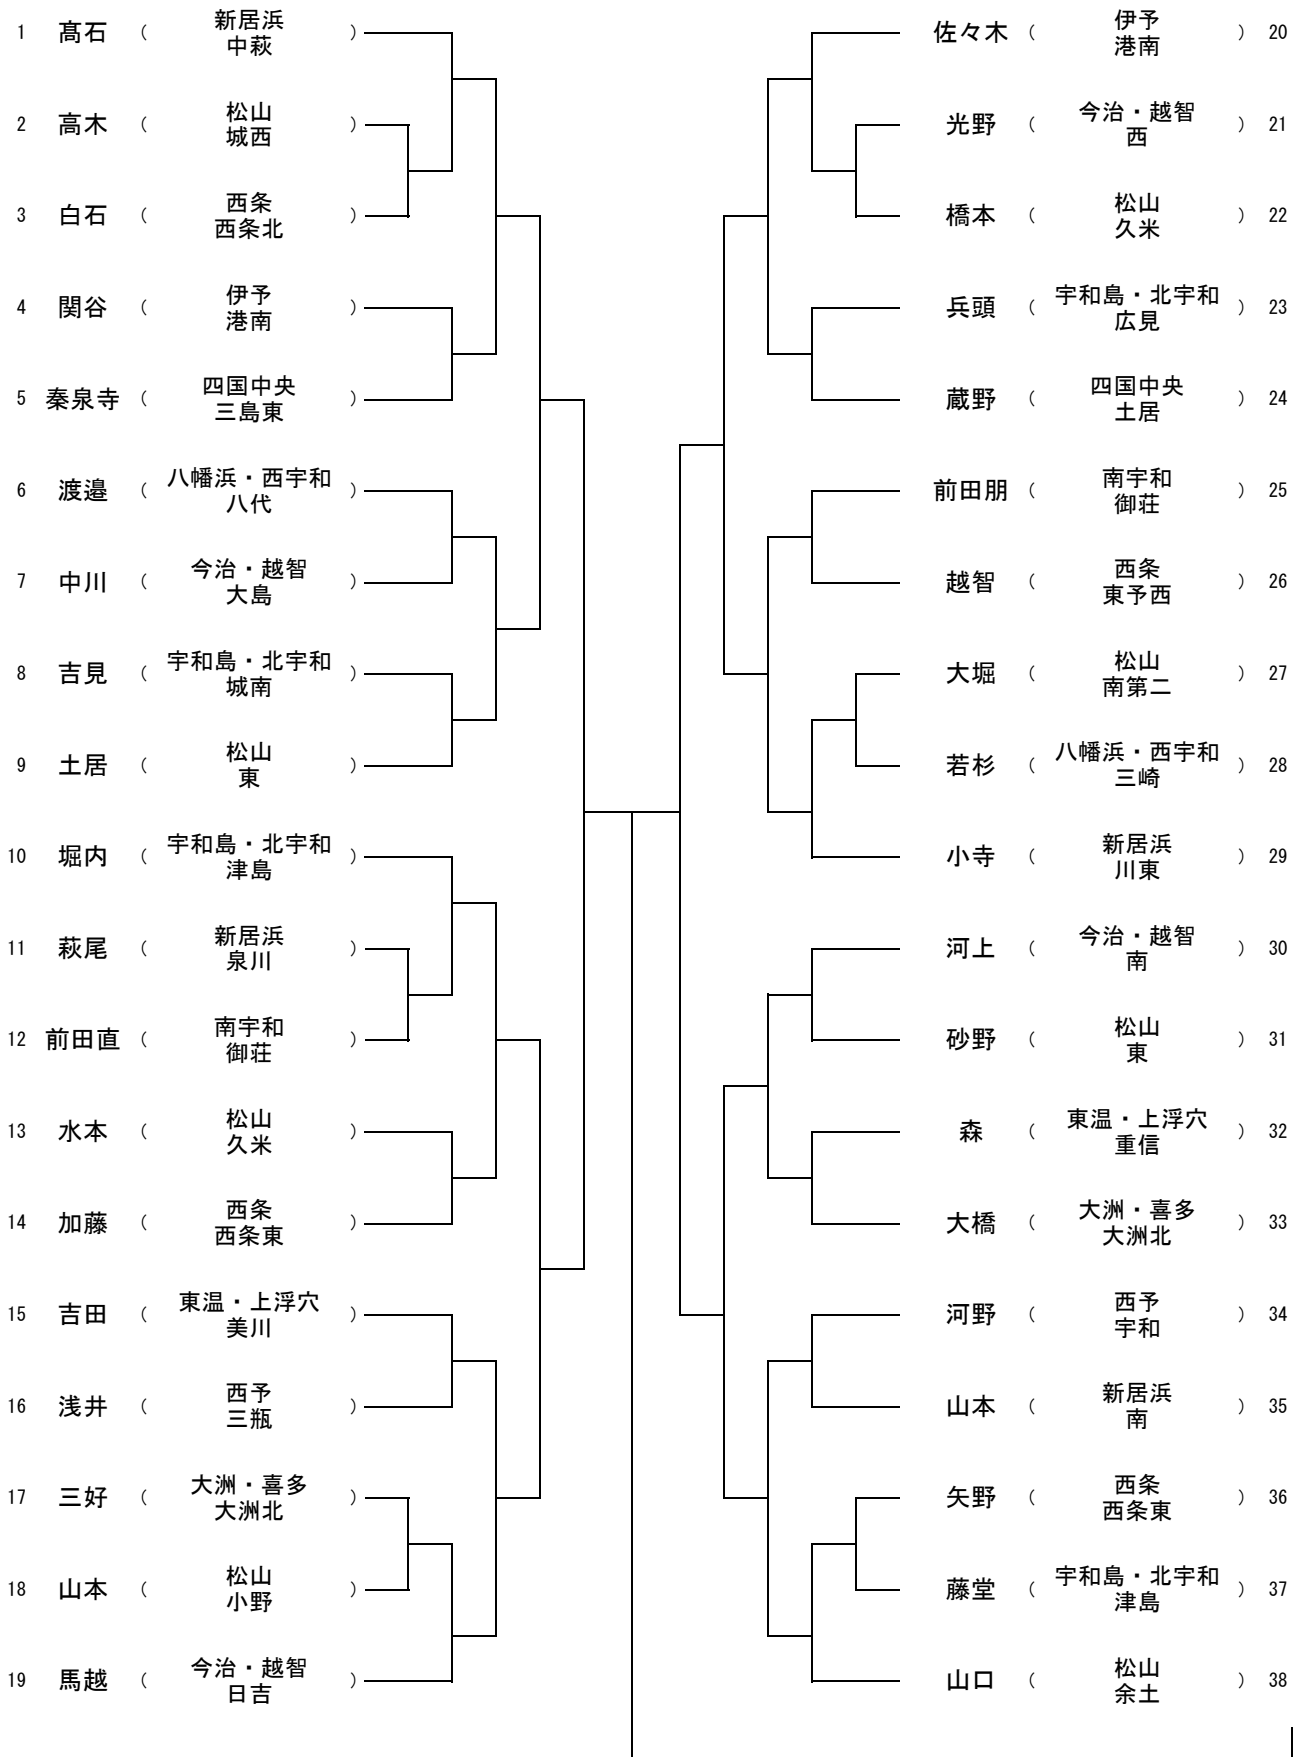 1 髙石 ( 新居浜 中萩 )
2 高木 ( 松山 城西 )
3 白石 ( 西条 西条北 )
4 関谷 ( 伊予 港南 )
5 秦泉寺 ( 四国中央 三島東 )
6 渡邉 ( 八幡浜・西宇和 八代 )
7 中川 ( 今治・越智 大島 )
8 吉見 ( 宇和島・北宇和 城南 )
9 土居 ( 松山 東 )
10 堀内 ( 宇和島・北宇和 津島 )
11 萩尾 ( 新居浜 泉川 )
12 前田直 ( 南宇和 御荘 )
13 水本 ( 松山 久米 )
14 加藤 ( 西条 西条東 )
15 吉田 ( 東温・上浮穴 美川 )
16 浅井 ( 西予 三瓶 )
17 三好 ( 大洲・喜多 大洲北 )
18 山本 ( 松山 小野 )
19 馬越 ( 今治・越智 日吉 )
佐々木 ( 伊予 港南 ) 20
光野 ( 今治・越智 西 ) 21
橋本 ( 松山 久米 ) 22
兵頭 ( 宇和島・北宇和 広見 ) 23
蔵野 ( 四国中央 土居 ) 24
前田朋 ( 南宇和 御荘 ) 25
越智 ( 西条 東予西 ) 26
大堀 ( 松山 南第二 ) 27
若杉 ( 八幡浜・西宇和 三崎 ) 28
小寺 ( 新居浜 川東 ) 29
河上 ( 今治・越智 南 ) 30
砂野 ( 松山 東 ) 31
森 ( 東温・上浮穴 重信 ) 32
大橋 ( 大洲・喜多 大洲北 ) 33
河野 ( 西予 宇和 ) 34
山本 ( 新居浜 南 ) 35
矢野 ( 西条 西条東 ) 36
藤堂 ( 宇和島・北宇和 津島 ) 37
山口 ( 松山 余土 ) 38